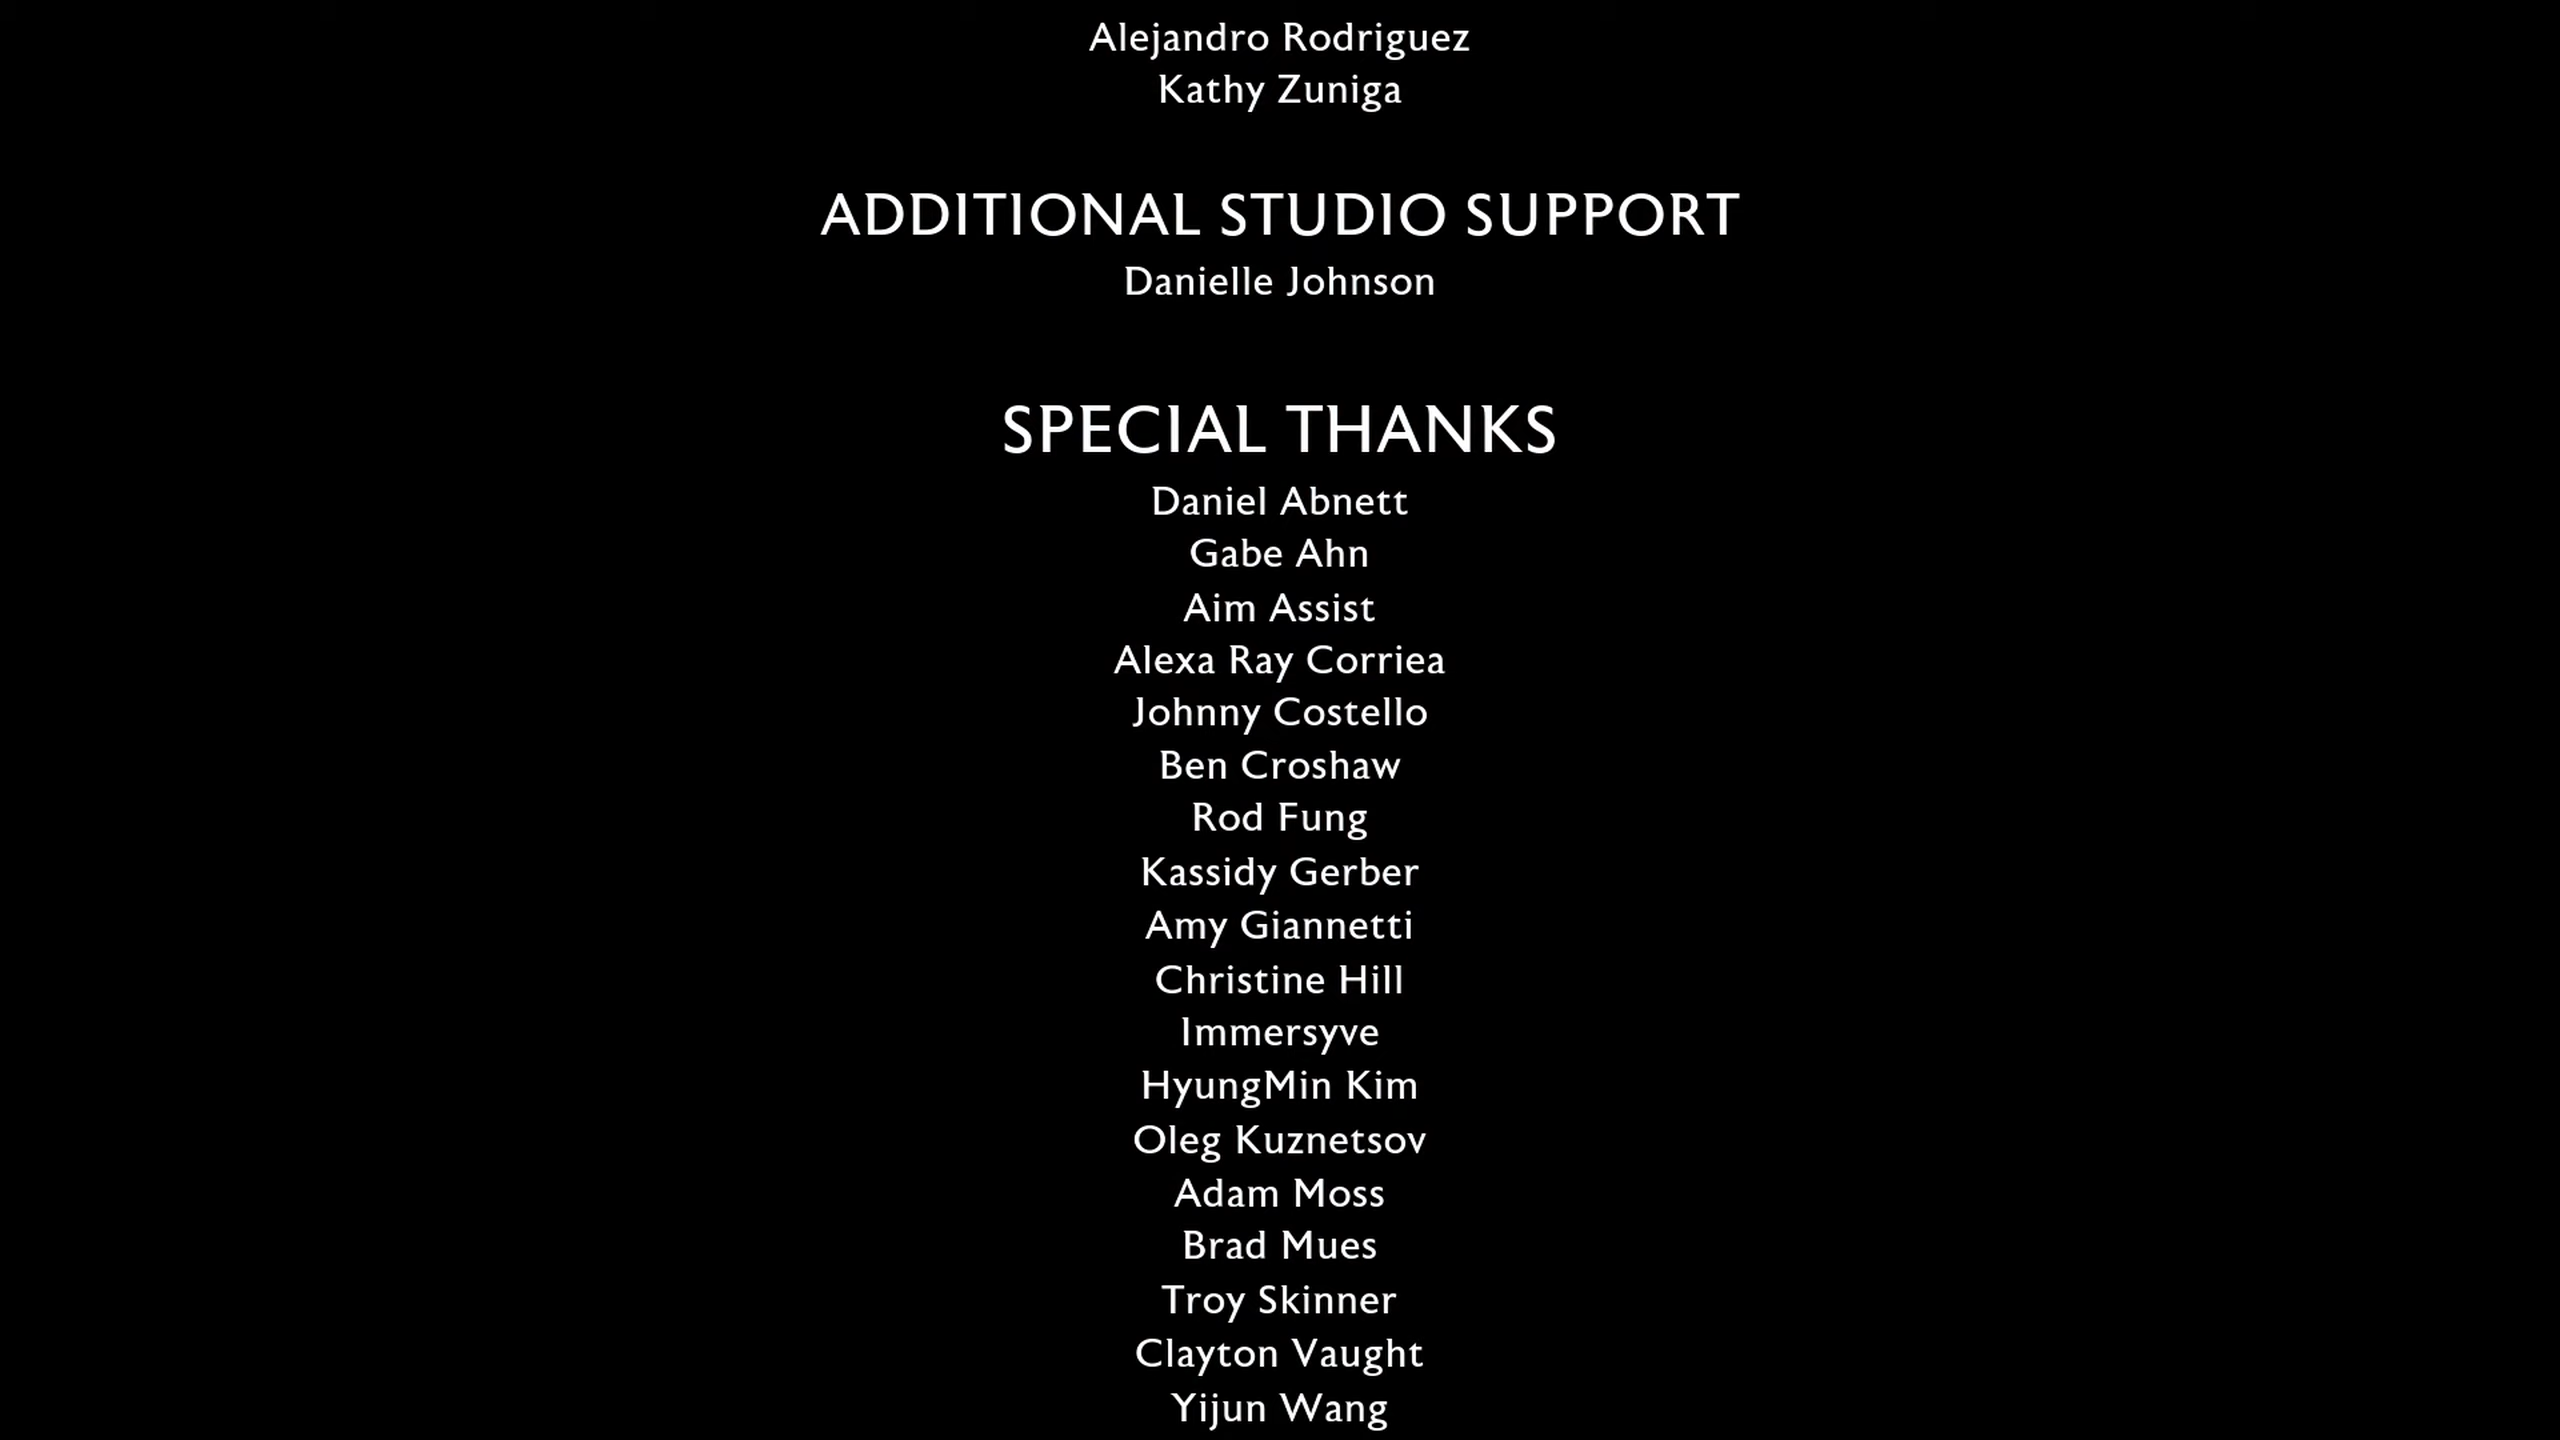 Alejandro Rodriguez
Kathy Zuniga
ADDITIONAL STUDIO SUPPORT
Danielle Johnson
SPECIAL THANKS
Daniel Abnett
Gabe Ahn
Aim Assist
Alexa Ray Corriea
Johnny Costello
Ben Croshaw
Rod Fung
Kassidy Gerber
Amy Giannetti
Christine Hill
Immersyve
HyungMin Kim
Oleg Kuznetsov
Adam Moss
Brad Mues
Troy Skinner
Clayton Vaught
Yijun Wang